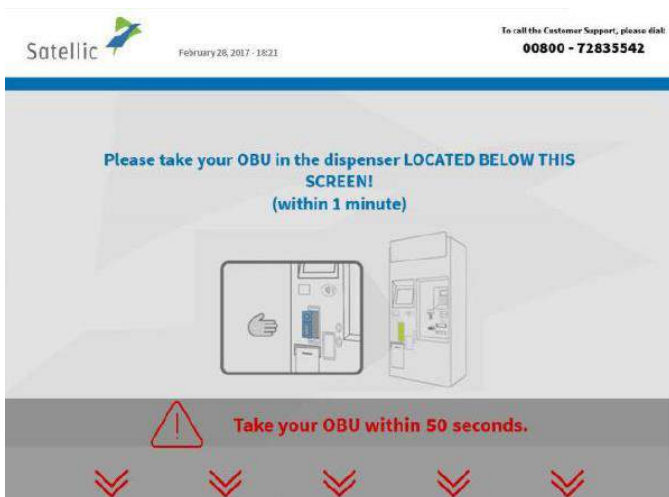 To call the Customer Support, please dial:
Satellic
February 28, 2017 - 18:21
00800 - 72835542
Please take your OBU in the dispenser LOCATED BELOW THIS
SCREEN!
(within 1 minute)
Take your OBU within 50 seconds.